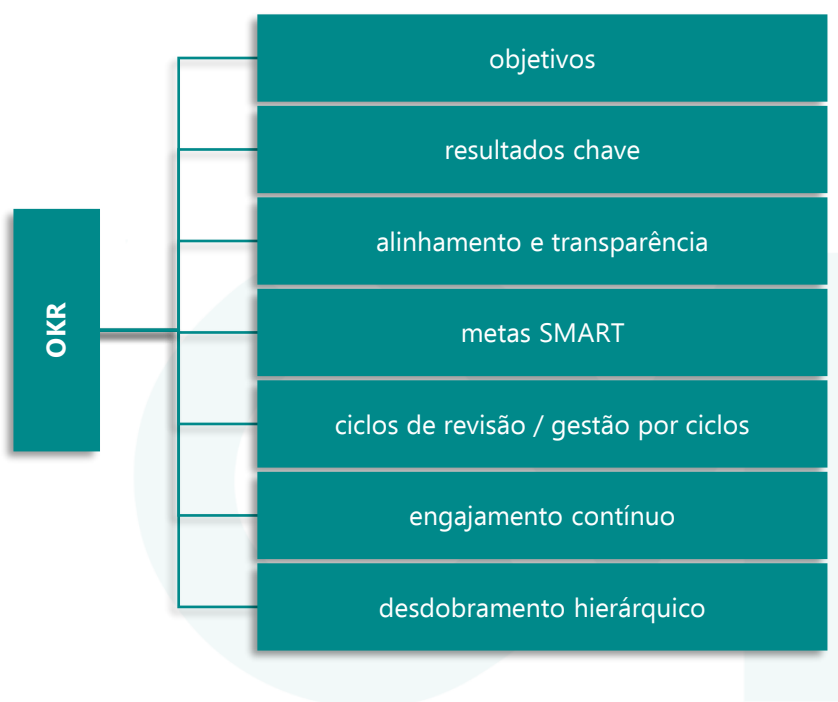 OKR
objetivos
resultados chave
alinhamento e transparência
metas SMART
ciclos de revisão / gestão por ciclos
engajamento contínuo
desdobramento hierárquico